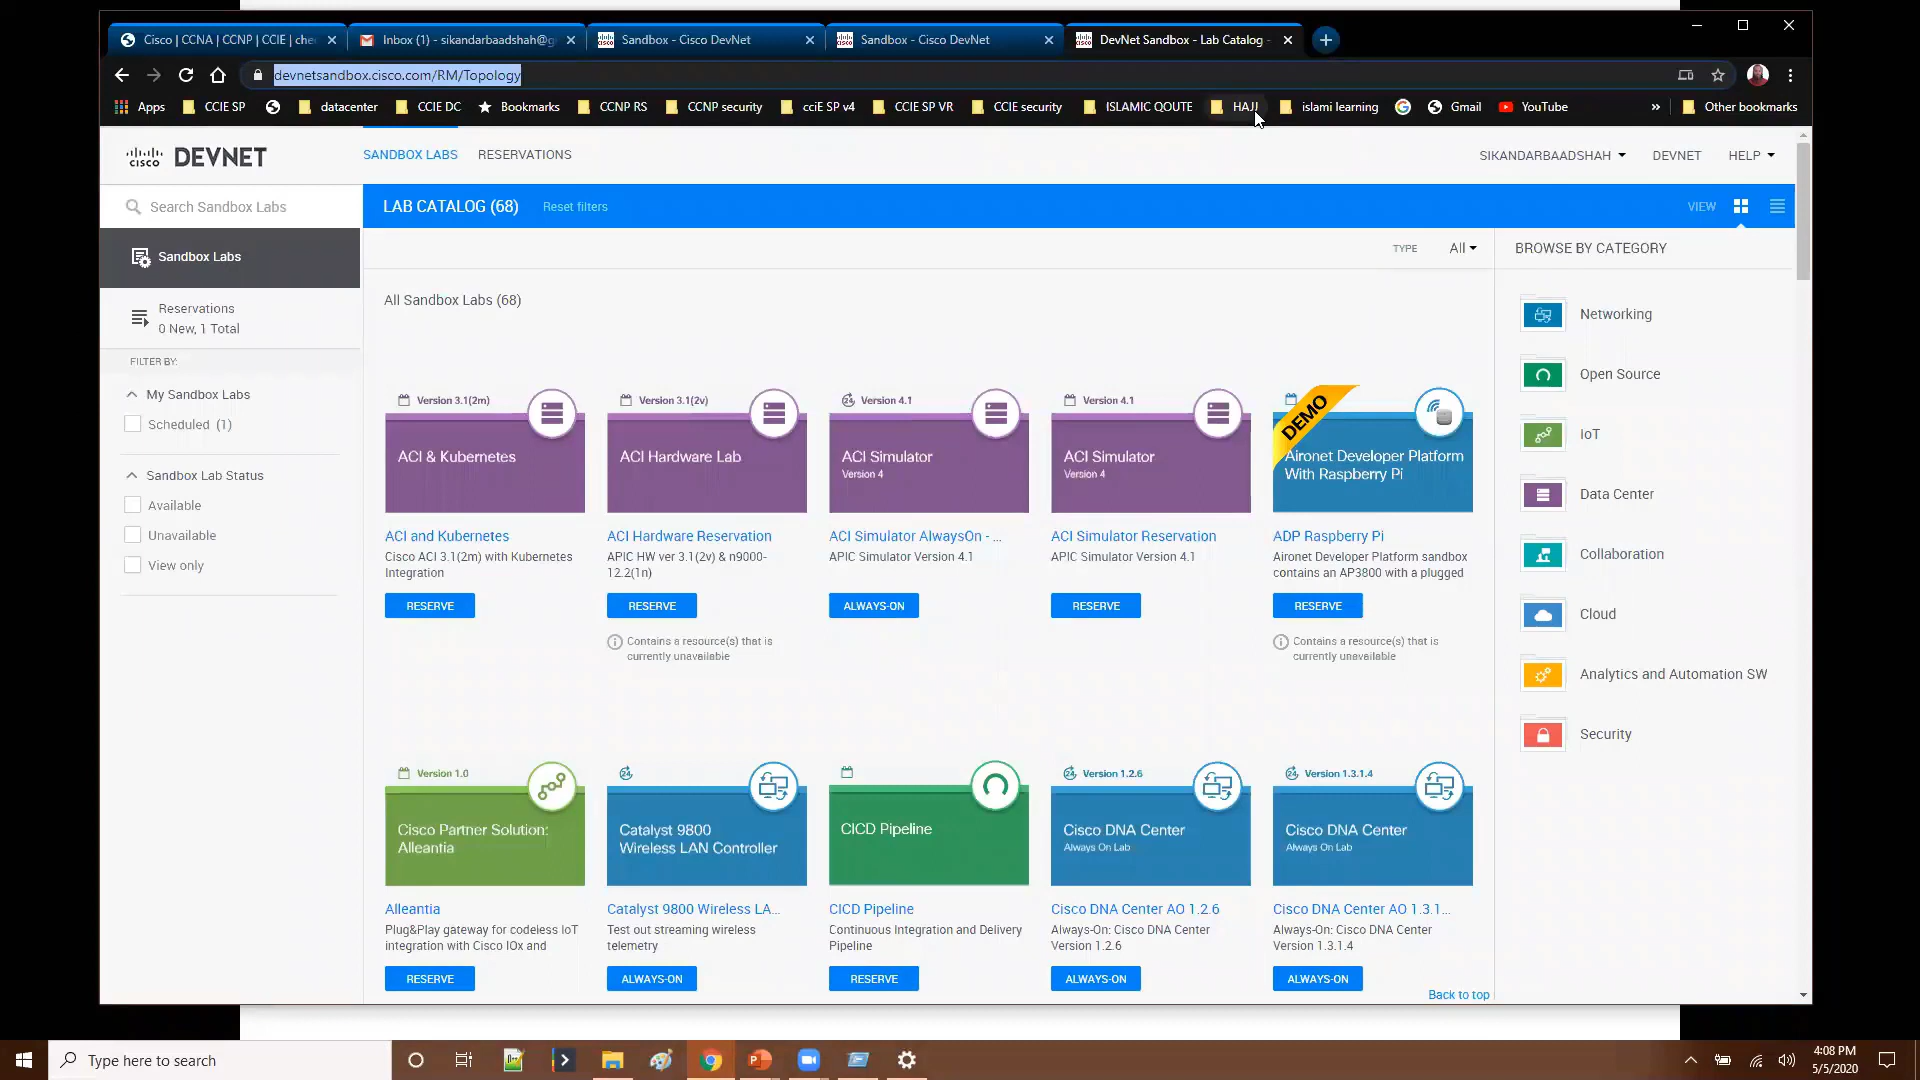 Cisco | CCNA | CCNP | CCIE | che
Inbox (1) - sikandarbaadshah@g
Sandbox - Cisco DevNet
Sandbox - Cisco DevNet
DevNet Sandbox - Lab Catalog -
devnetsandbox.cisco.com/RM/Topology
Apps
CCIE SP
datacenter
CCIE DC
Bookmarks
CCNP RS
CCNP security
cciE SP v4
CCIE SP VR
CCIE security
ISLAMIC QOUTE
HAJJ
islami learning
Gmail
YouTube
»
Other bookmarks
cisco DEVNET
SANDBOX LABS
RESERVATIONS
SIKANDARBAADSHAH
DEVNET
HELP
Search Sandbox Labs
LAB CATALOG (68)
Reset filters
VIEW
Sandbox Labs
TYPE
All
BROWSE BY CATEGORY
Reservations
0 New, 1 Total
FILTER BY:
My Sandbox Labs
Scheduled (1)
Sandbox Lab Status
Available
Unavailable
View only
All Sandbox Labs (68)
Version 3.1(2m)
ACI & Kubernetes
ACI and Kubernetes
Cisco ACI 3.1(2m) with Kubernetes
Integration
RESERVE
Version 3.1(2v)
ACI Hardware Lab
ACI Hardware Reservation
APIC HW ver 3.1(2v) & n9000-
12.2(1n)
RESERVE
Contains a resource(s) that is
currently unavailable
24
Version 4.1
ACI Simulator
Version 4
ACI Simulator AlwaysOn - ...
APIC Simulator Version 4.1
ALWAYS-ON
Version 4.1
ACI Simulator
Version 4
ACI Simulator Reservation
APIC Simulator Version 4.1
RESERVE
DEMO
Aironet Developer Platform
With Raspberry Pi
ADP Raspberry Pi
Aironet Developer Platform sandbox
contains an AP3800 with a plugged
RESERVE
Contains a resource(s) that is
currently unavailable
Networking
Open Source
IoT
Data Center
Collaboration
Cloud
Analytics and Automation SW
Security
Version 1.0
Cisco Partner Solution:
Alleantia
Alleantia
Plug&Play gateway for codeless IoT
integration with Cisco IOx and
RESERVE
24
Catalyst 9800
Wireless LAN Controller
Catalyst 9800 Wireless LA...
Test out streaming wireless
telemetry
ALWAYS-ON
CICD Pipeline
CICD Pipeline
Continuous Integration and Delivery
Pipeline
RESERVE
24
Version 1.2.6
Cisco DNA Center
Always On Lab
Cisco DNA Center AO 1.2.6
Always-On: Cisco DNA Center
Version 1.2.6
ALWAYS-ON
24
Version 1.3.1.4
Cisco DNA Center
Always On Lab
Cisco DNA Center AO 1.3.1...
Always-On: Cisco DNA Center
Version 1.3.1.4
ALWAYS-ON
Back to top
Type here to search
4:08 PM
5/5/2020